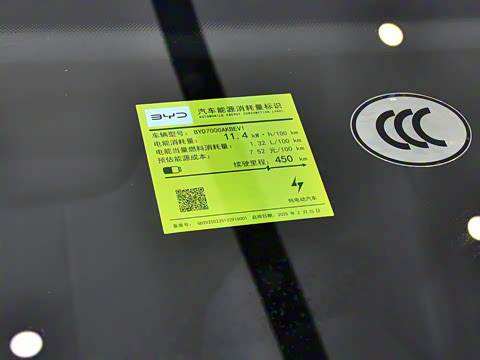 BYD 汽车能源消耗量标识
AUTOMOBILE ENERGY CONSUMPTION LABEL
车辆型号: BYD7000AKBEV1
电能消耗量: 11.4 kW·h/100 km
电能当量燃料消耗量: 1.32 L/100 km
预估能源成本: 7.52 元/100 km
续驶里程: 450 km
纯电动汽车
启用日期: 2025 年 2 月 25 日
CCC